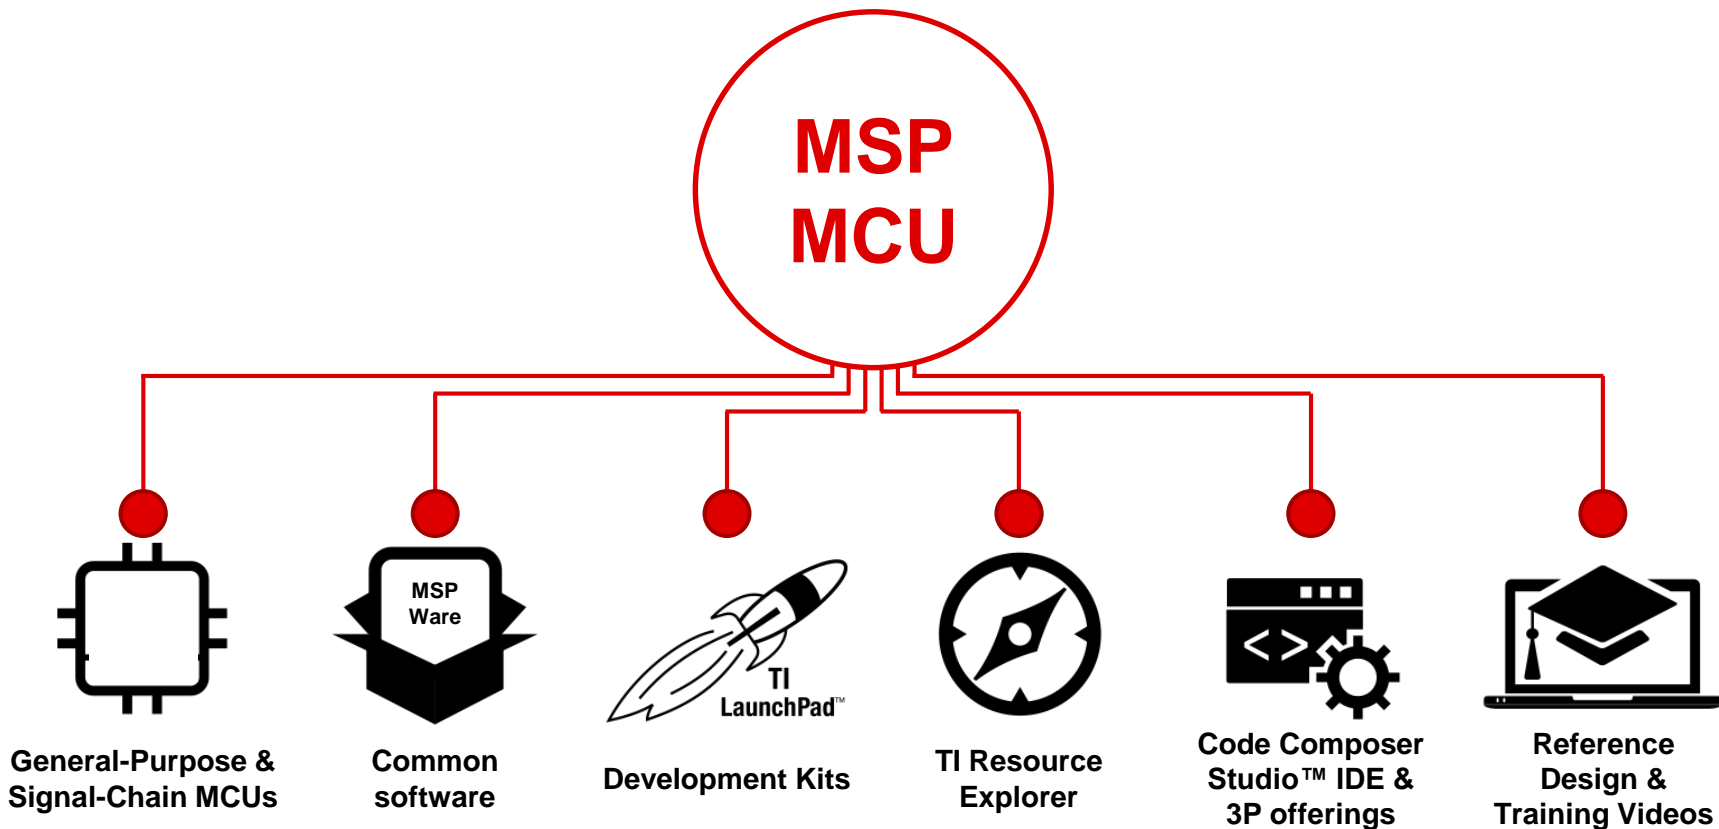 MSP
MCU
MSP
Ware
TI
LaunchPad™
General-Purpose &
Signal-Chain MCUs
Common
software
Development Kits
TI Resource
Explorer
Code Composer
Studio™ IDE &
3P offerings
Reference
Design &
Training Videos